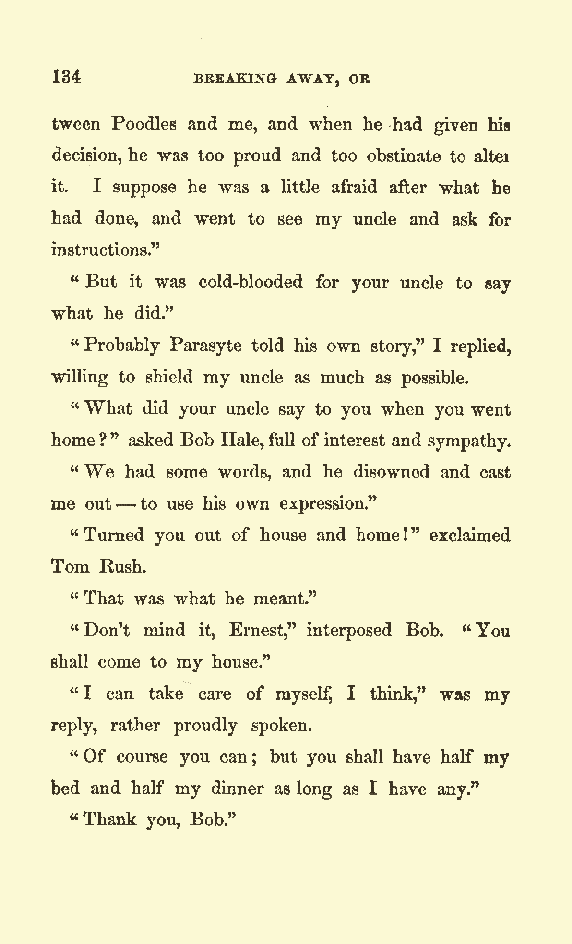 134 BREAKING AWAY, OR
tween Poodles and me, and when he had given his
decision, he was too proud and too obstinate to alter
it. I suppose he was a little afraid after what he
had done, and went to see my uncle and ask for
instructions.”
“But it was cold-blooded for your uncle to say
what he did.”
“Probably Parasyte told his own story,” I replied,
willing to shield my uncle as much as possible.
“What did your uncle say to you when you went
home?” asked Bob Hale, full of interest and sympathy.
“We had some words, and he disowned and cast
me out — to use his own expression.”
“Turned you out of house and home!” exclaimed
Tom Rush.
“That was what he meant.”
“Don’t mind it, Ernest,” interposed Bob. “You
shall come to my house.”
“I can take care of myself, I think,” was my
reply, rather proudly spoken.
“Of course you can; but you shall have half my
bed and half my dinner as long as I have any.”
“Thank you, Bob.”